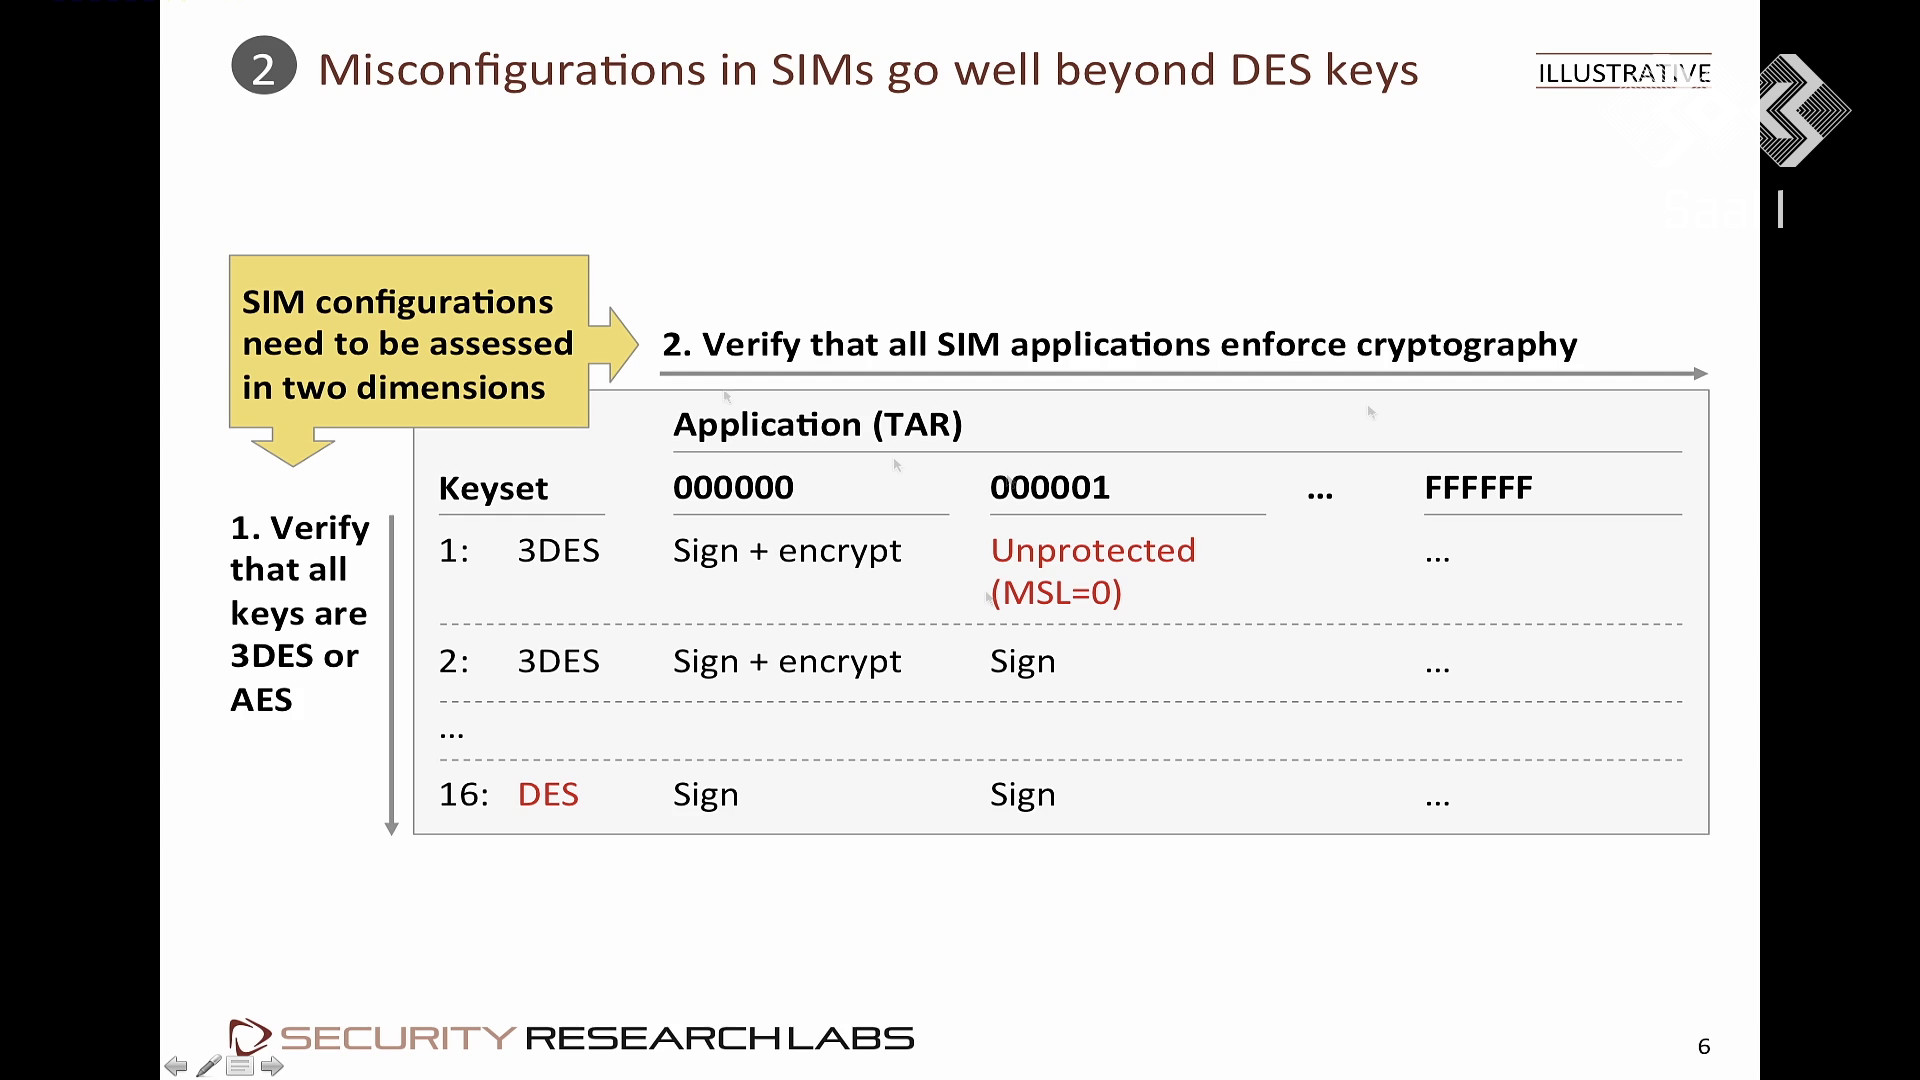 2 Misconfigurations in SIMs go well beyond DES keys
ILLUSTRATIVE
Saal 1
SIM configurations
need to be assessed
in two dimensions
2. Verify that all SIM applications enforce cryptography
1. Verify
that all
keys are
3DES or
AES
Application (TAR)
Keyset 000000 000001 ... FFFFFF
1: 3DES Sign + encrypt Unprotected ...
(MSL=0)
2: 3DES Sign + encrypt Sign ...
...
16: DES Sign Sign ...
SECURITY RESEARCH LABS
6